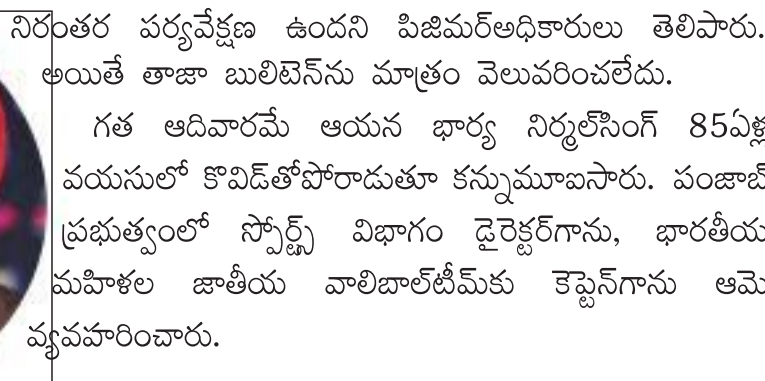 నిరంతర పర్యవేక్షణ ఉందని పిజిమర్అధికారులు తెలిపారు.
అయితే తాజా బులిటెన్ను మాత్రం వెలువరించలేదు.
గత ఆదివారమే ఆయన భార్య నిర్మల్సింగ్ 85ఏళ్ల
వయసులో కొవిడ్తోపోరాడుతూ కన్నుమూఐసారు. పంజాబ్
ప్రభుత్వంలో స్పోర్ట్స్ విభాగం డైరెక్టర్గాను, భారతీయ
మహిళల జాతీయ వాలిబాల్టీమ్కు కెప్టెన్గాను ఆమె
వ్యవహరించారు.